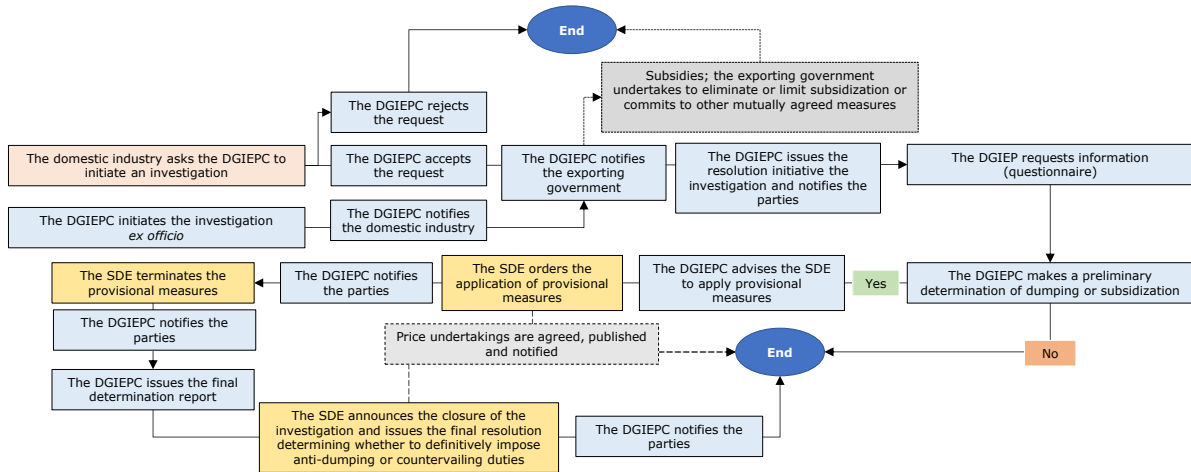 End
Subsidies; the exporting government
undertakes to eliminate or limit subsidization or
commits to other mutually agreed measures
The DGIEPC rejects
the request
The domestic industry asks the DGIEPC to
initiate an investigation
The DGIEPC accepts
the request
The DGIEPC notifies
the exporting
government
The DGIEPC issues the
resolution initiative the
investigation and notifies the
parties
The DGIEP requests information
(questionnaire)
The DGIEPC initiates the investigation
ex officio
The DGIEPC notifies
the domestic industry
The SDE terminates the
provisional measures
The DGIEPC notifies
the parties
The SDE orders the
application of provisional
measures
The DGIEPC advises the SDE
to apply provisional
measures
Yes
The DGIEPC makes a preliminary
determination of dumping or subsidization
The DGIEPC notifies the
parties
Price undertakings are agreed, published
and notified
End
No
The DGIEPC issues the final
determination report
The SDE announces the closure of the
investigation and issues the final resolution
determining whether to definitively impose
anti-dumping or countervailing duties
The DGIEPC notifies the
parties